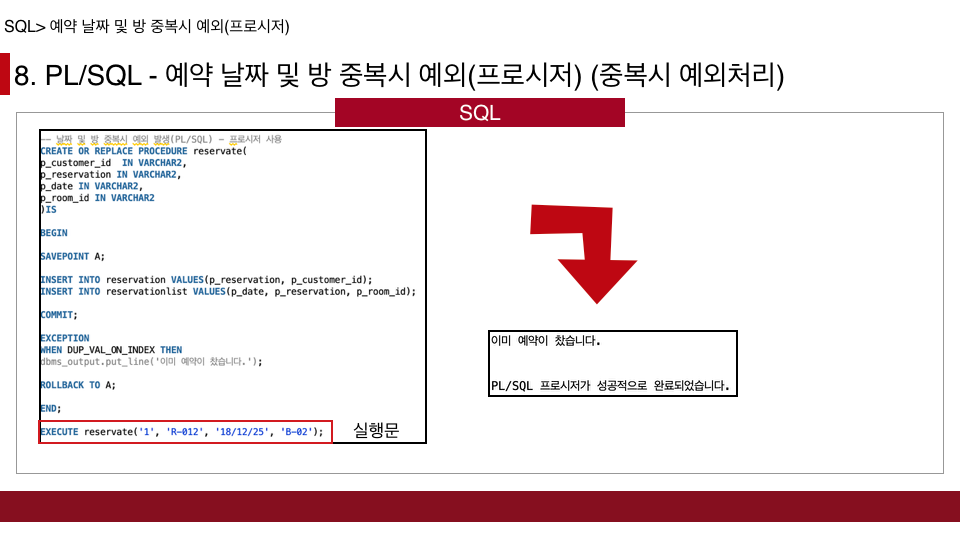 SQL> 예약 날짜 및 방 중복시 예외(프로시저)
8. PL/SQL - 예약 날짜 및 방 중복시 예외(프로시저) (중복시 예외처리)
SQL
-- 날짜 및 방 중복시 예외 발생(PL/SQL) - 프로시저 사용
CREATE OR REPLACE PROCEDURE reservate(
p_customer_id  IN VARCHAR2,
p_reservation IN VARCHAR2,
p_date IN VARCHAR2,
p_room_id IN VARCHAR2
)IS
BEGIN
SAVEPOINT A;
INSERT INTO reservation VALUES(p_reservation, p_customer_id);
INSERT INTO reservationlist VALUES(p_date, p_reservation, p_room_id);
COMMIT;
EXCEPTION
WHEN DUP_VAL_ON_INDEX THEN
dbms_output.put_line('이미 예약이 찼습니다.');
ROLLBACK TO A;
END;
EXECUTE reservate('1', 'R-012', '18/12/25', 'B-02');
실행문
이미 예약이 찼습니다.
PL/SQL 프로시저가 성공적으로 완료되었습니다.